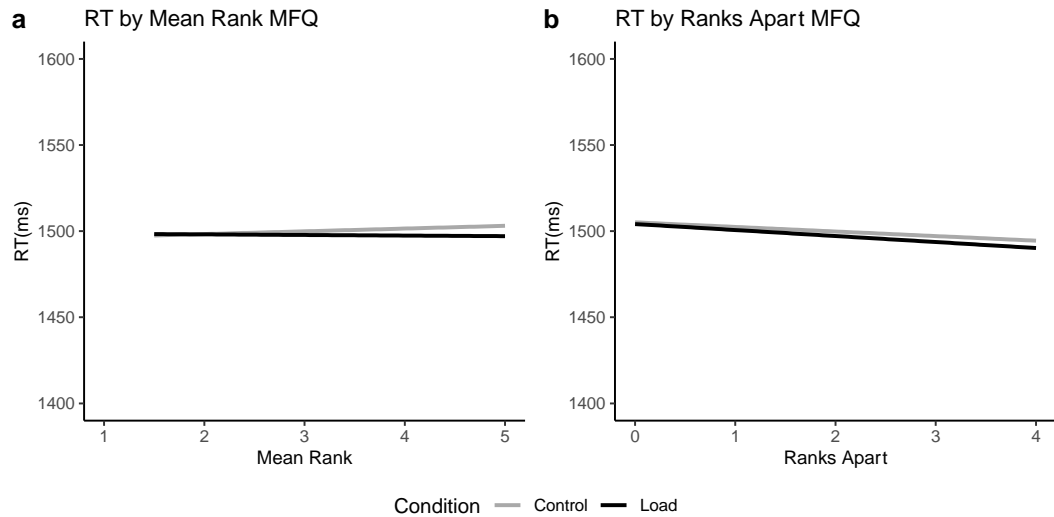 a RT by Mean Rank MFQ
1600
1550
1500
1450
1400
RT(ms)
1 2 3 4 5
Mean Rank
b RT by Ranks Apart MFQ
1600
1550
1500
1450
1400
RT(ms)
0 1 2 3 4
Ranks Apart
Condition Control Load